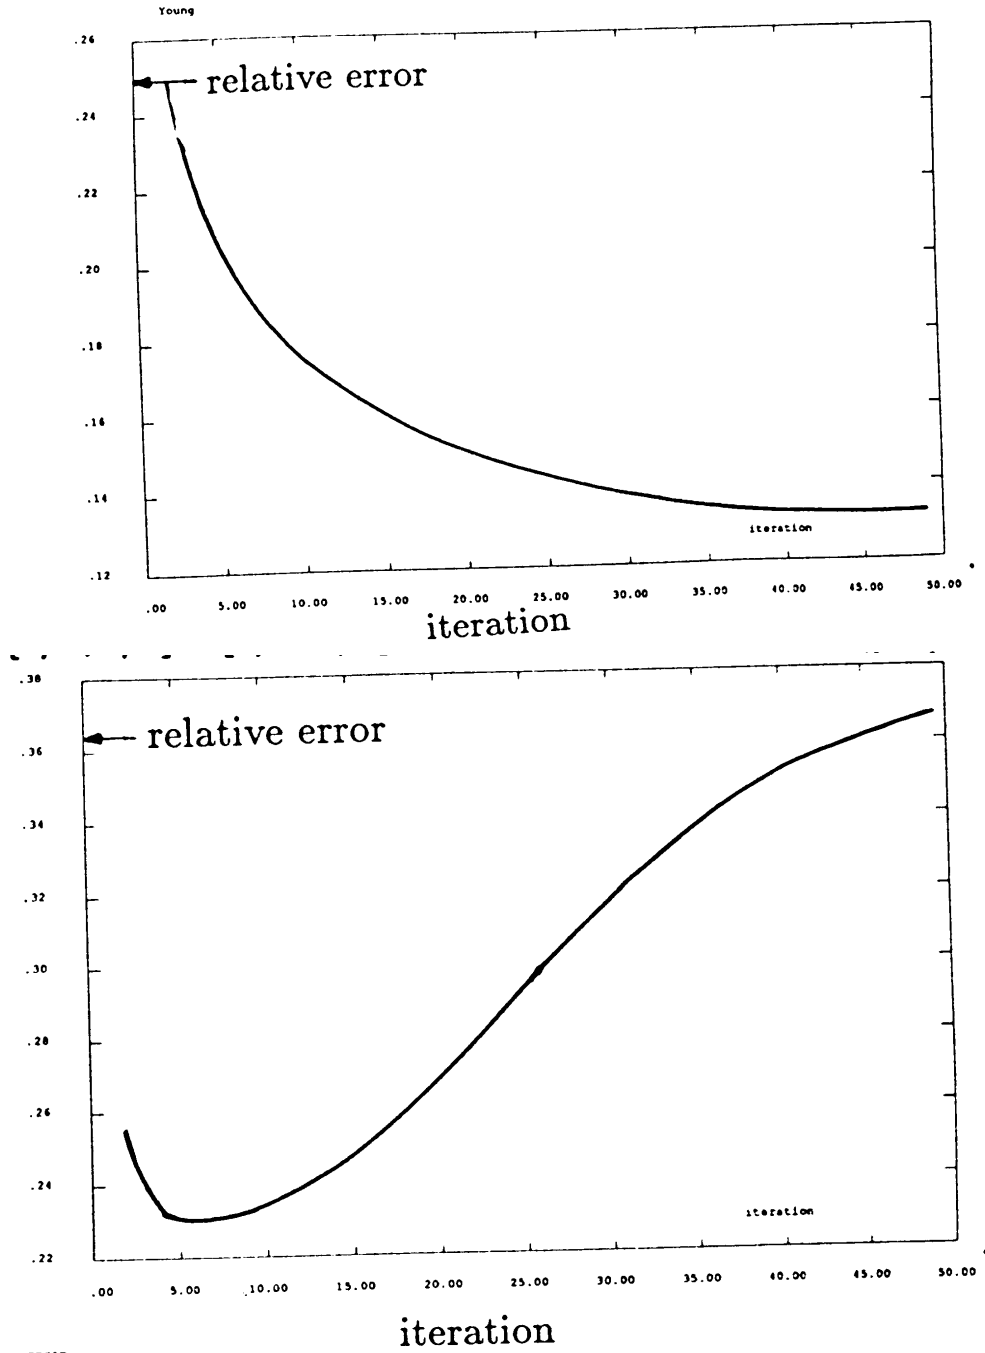 Young
.26
relative error
.24
.22
.20
.18
.16
.14
iteration
.12
.00 5.00 10.00 15.00 20.00 25.00 30.00 35.00 40.00 45.00 50.00
iteration
.38
relative error
.36
.34
.32
.30
.28
.26
.24
iteration
.22
.00 5.00 10.00 15.00 20.00 25.00 30.00 35.00 40.00 45.00 50.00
iteration